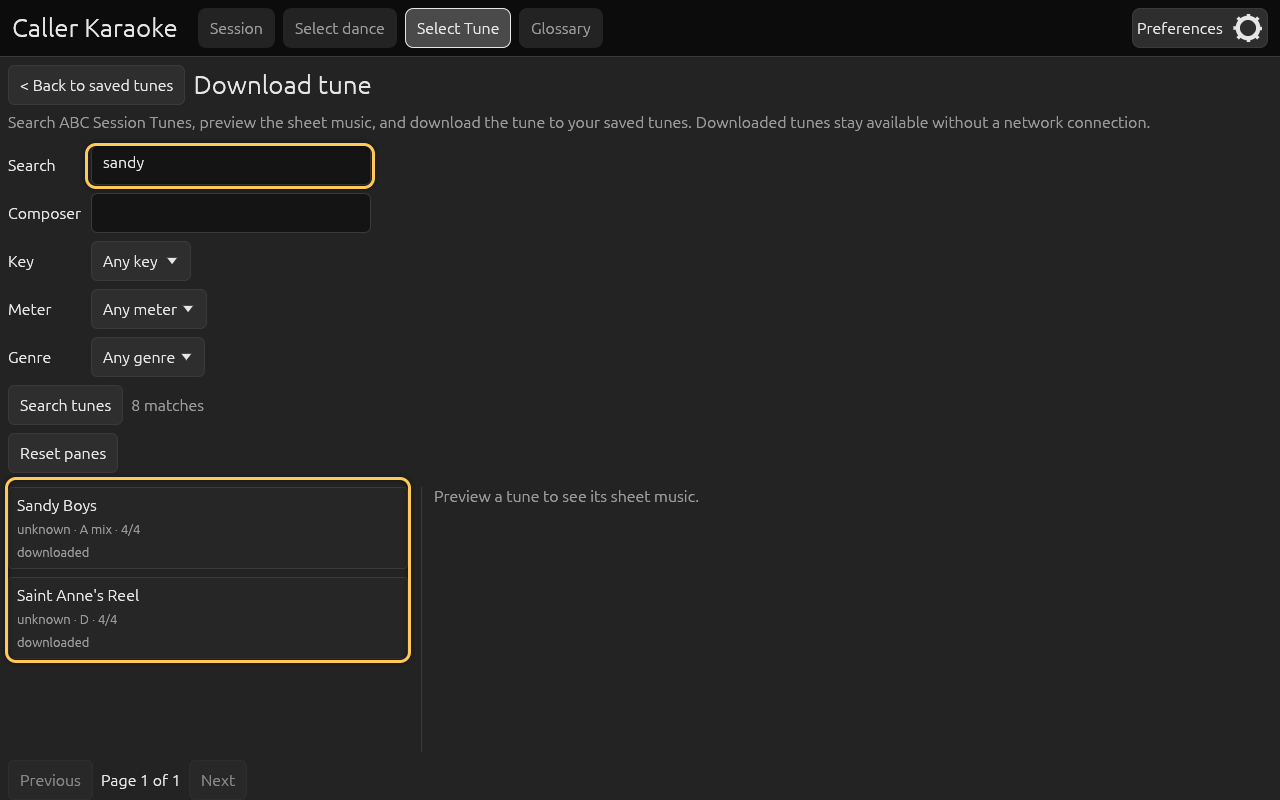 Caller Karaoke Session Select dance Select Tune Glossary Preferences
< Back to saved tunes Download tune
Search ABC Session Tunes, preview the sheet music, and download the tune to your saved tunes. Downloaded tunes stay available without a network connection.
Search sandy
Composer
Key Any key
Meter Any meter
Genre Any genre
Search tunes 8 matches
Reset panes
Sandy Boys
unknown · A mix · 4/4
downloaded
Saint Anne's Reel
unknown · D · 4/4
downloaded
Preview a tune to see its sheet music.
Previous Page 1 of 1 Next